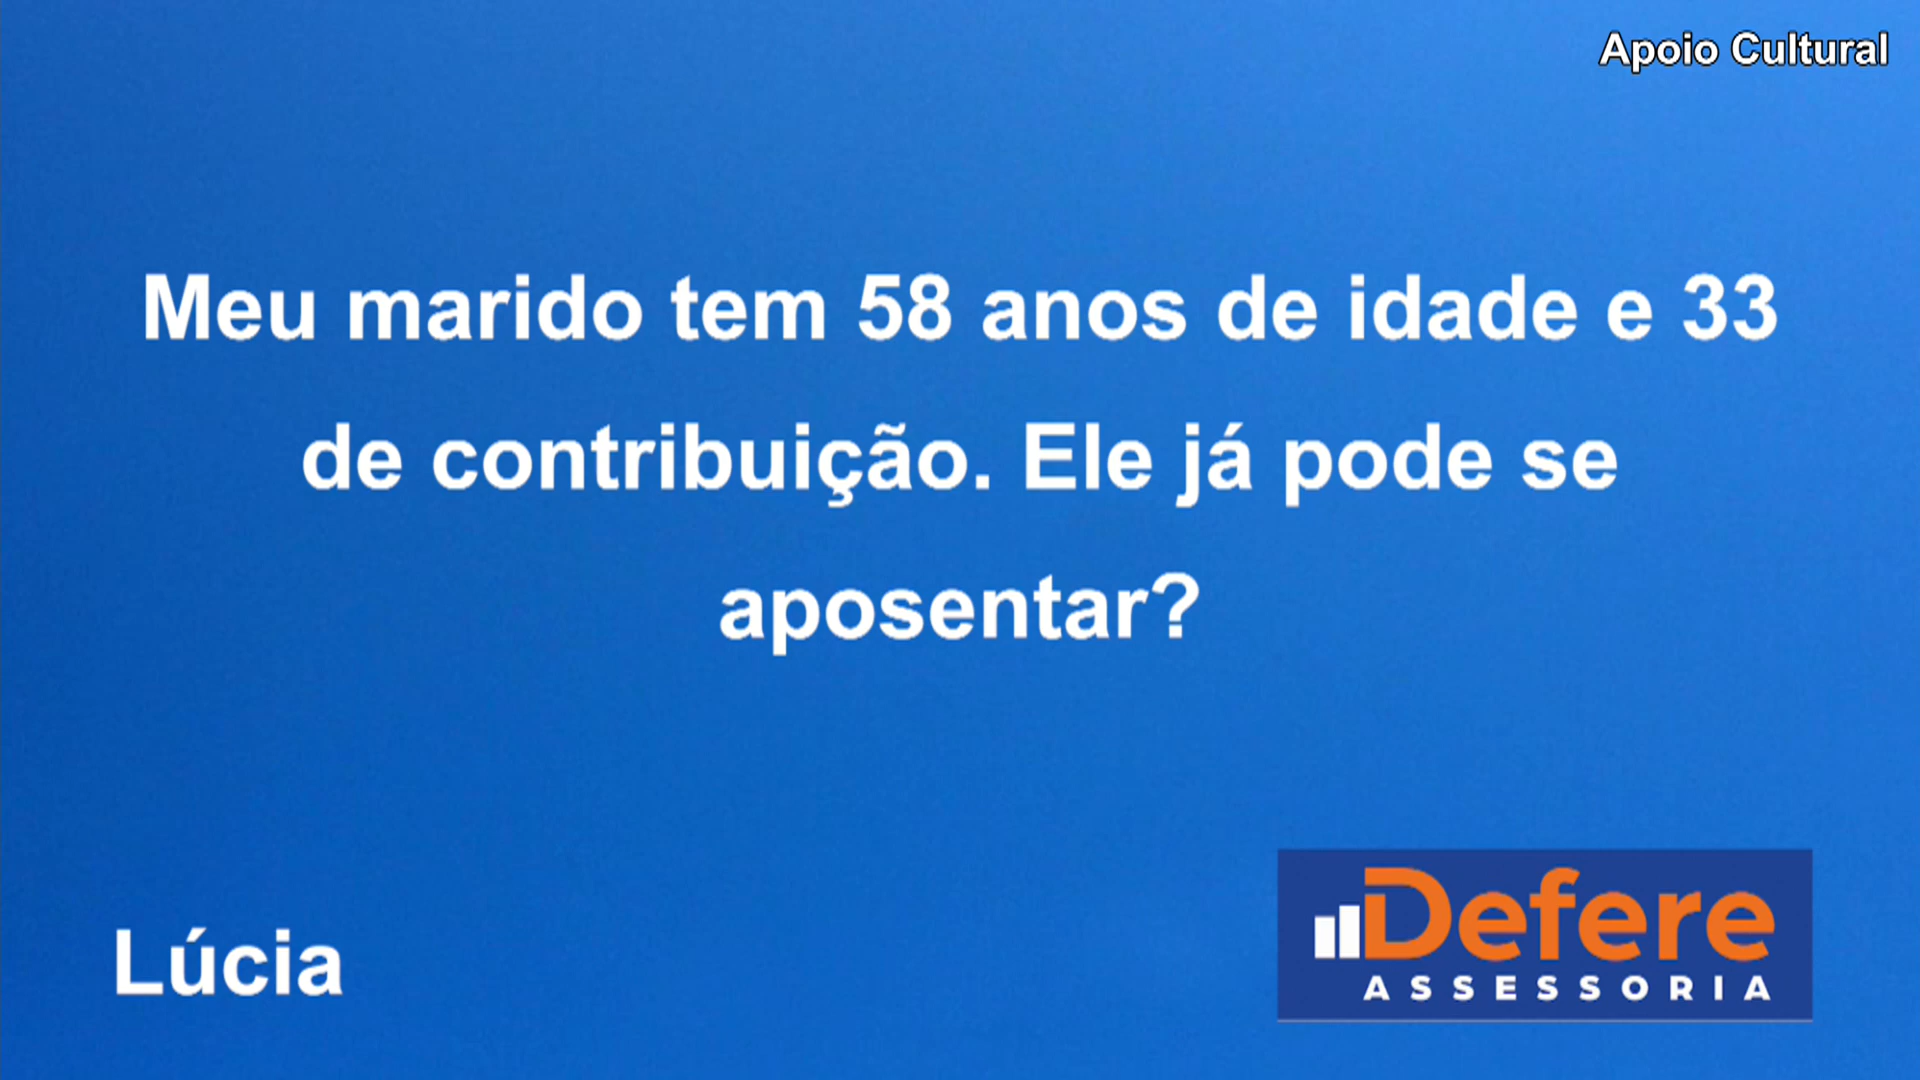 Apoio Cultural
Meu marido tem 58 anos de idade e 33
de contribuição. Ele já pode se
aposentar?
Lúcia
Defere
ASSESSORIA